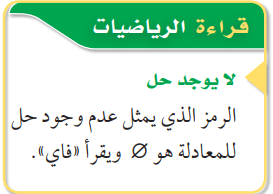 قراءة الرياضيات
لا يوجد حل
الرمز الذي يمثل عدم وجود حل
للمعادلة هو Ø ويقرأ «فاي».